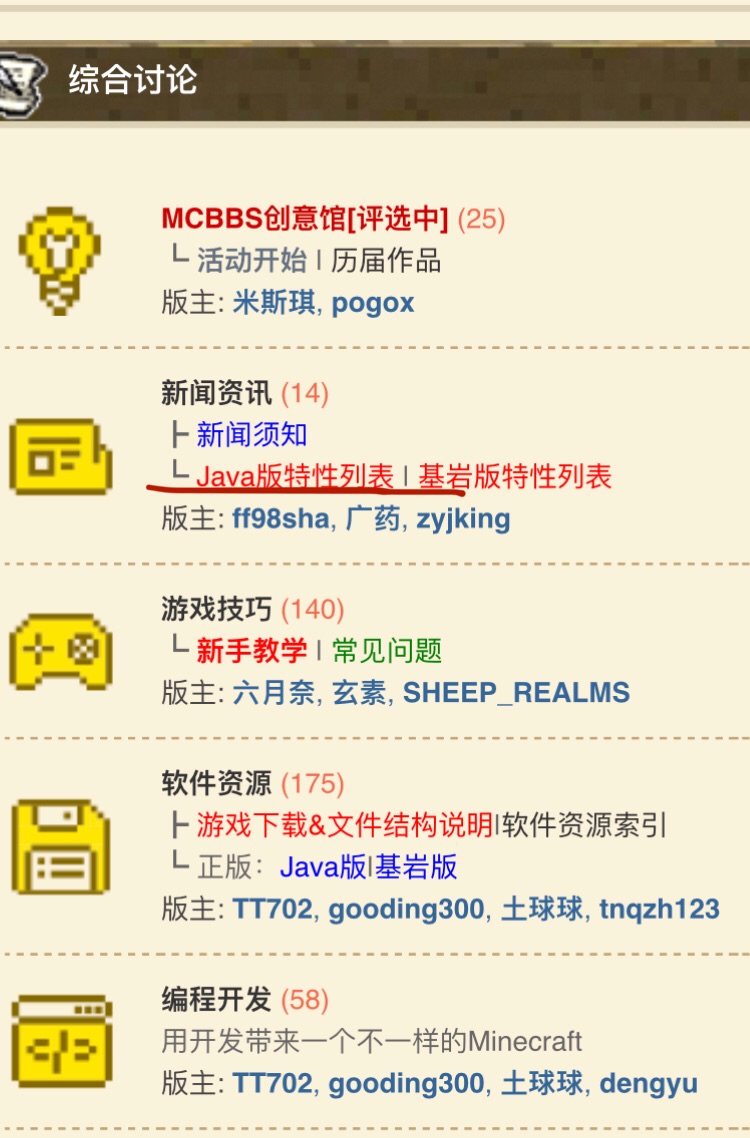 综合讨论
MCBBS创意馆[评选中] (25)
└ 活动开始 | 历届作品
版主: 米斯琪, pogox
新闻资讯 (14)
├ 新闻须知
└ Java版特性列表 | 基岩版特性列表
版主: ff98sha, 广药, zyjking
游戏技巧 (140)
└ 新手教学 | 常见问题
版主: 六月奈, 玄素, SHEEP_REALMS
软件资源 (175)
├ 游戏下载&文件结构说明|软件资源索引
└ 正版： Java版|基岩版
版主: TT702, gooding300, 土球球, tnqzh123
编程开发 (58)
用开发带来一个不一样的Minecraft
版主: TT702, gooding300, 土球球, dengyu